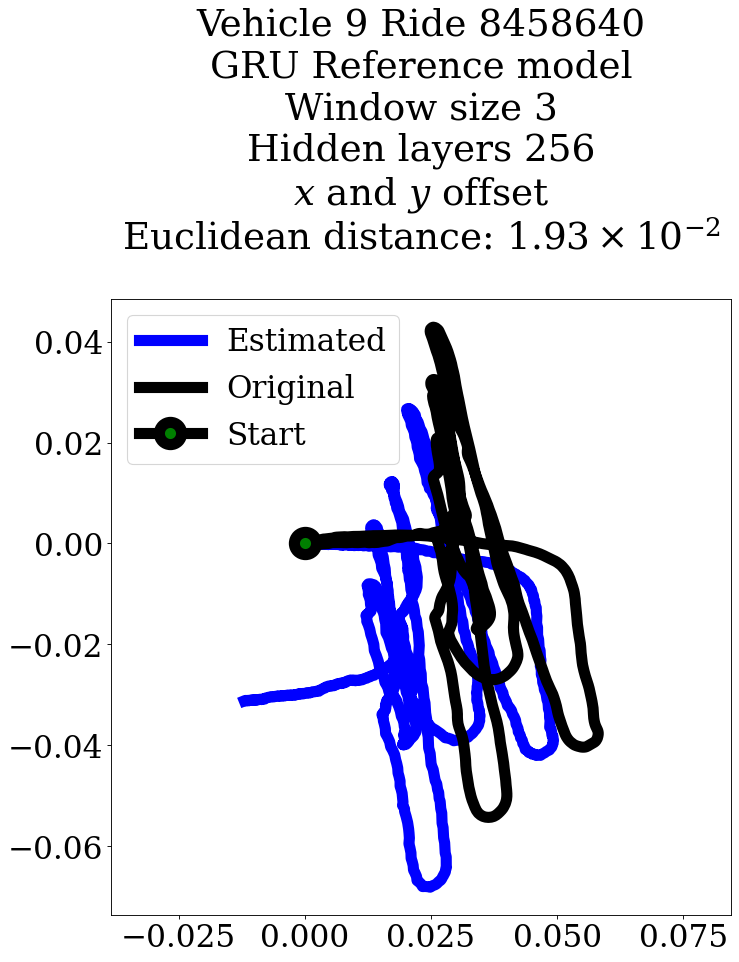 Vehicle 9 Ride 8458640
GRU Reference model
Window size 3
Hidden layers 256
x and y offset
Euclidean distance: 1.93 × 10⁻²
Estimated
Original
Start
0.04
0.02
0.00
−0.02
−0.04
−0.06
−0.025 0.000 0.025 0.050 0.075